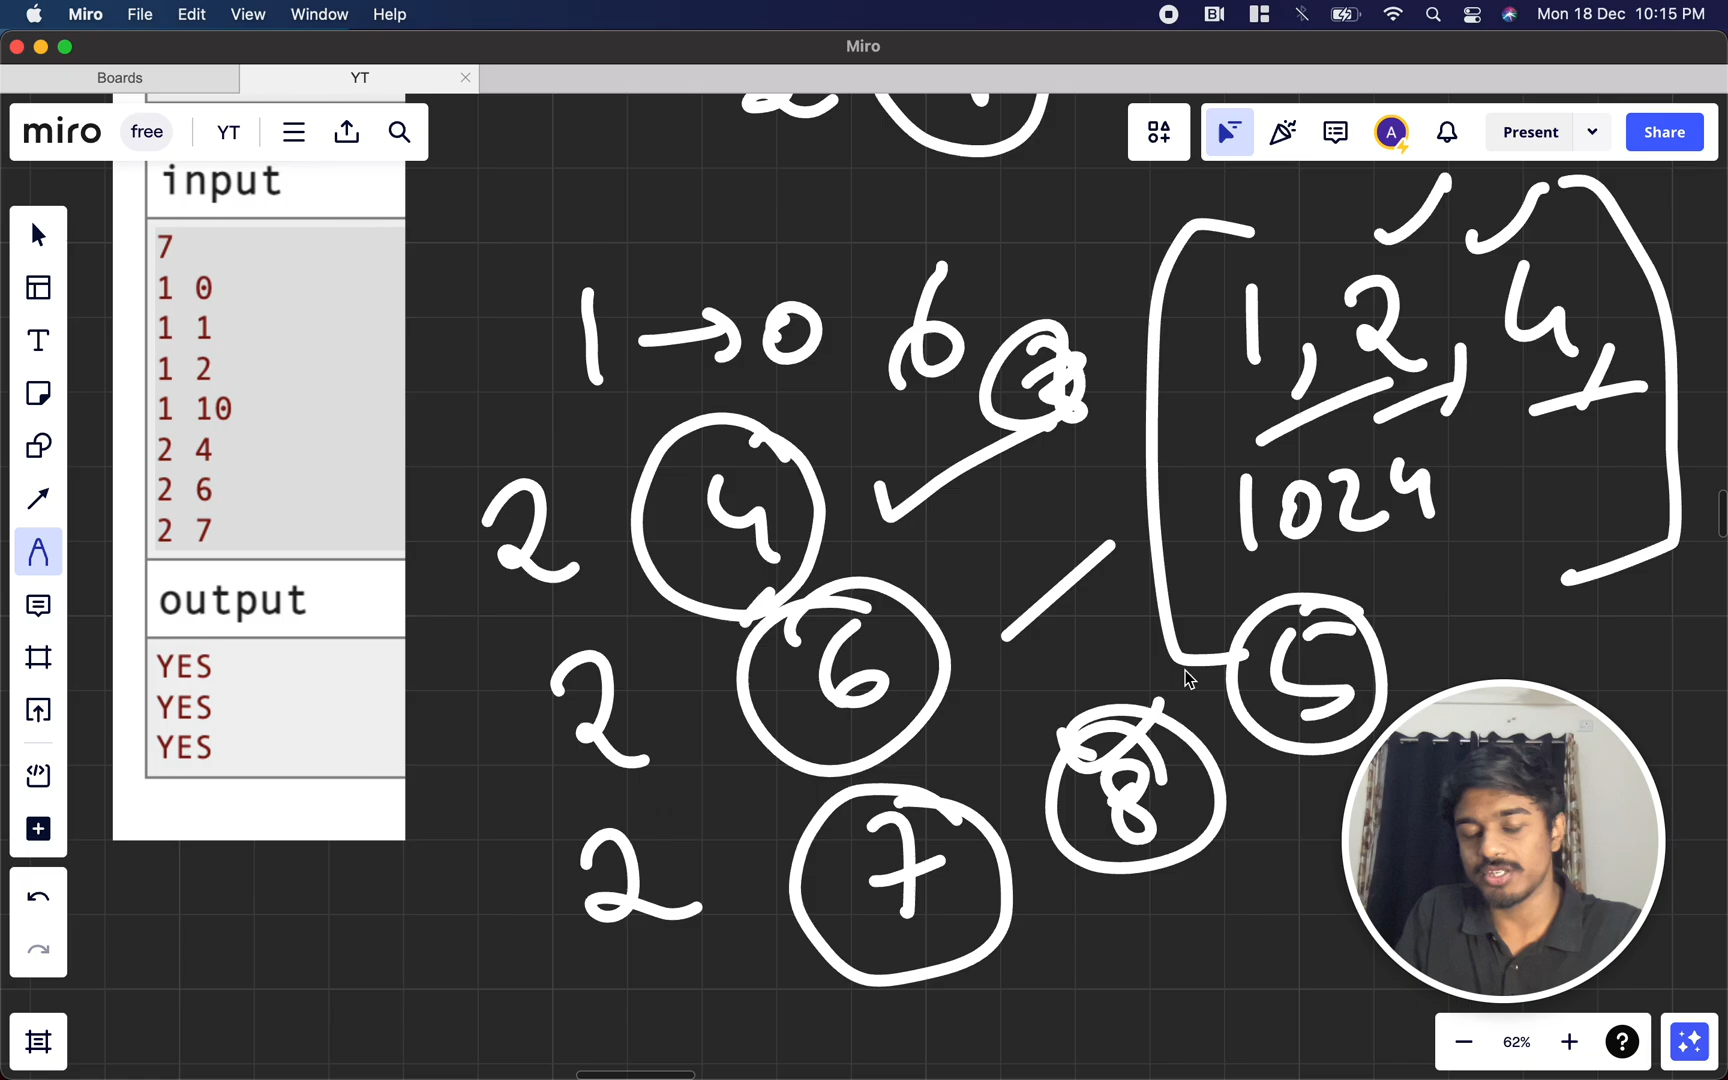 Miro File Edit View Window Help Mon 18 Dec 10:15 PM
Miro
Boards YT
miro free YT Present Share
input
7
1 0
1 1
1 2
1 10
2 4
2 6
2 7
output
YES
YES
YES
1 → 0 6
1, 2, 4,
1024
2 4
2 6
5
8
2 7
A
62%